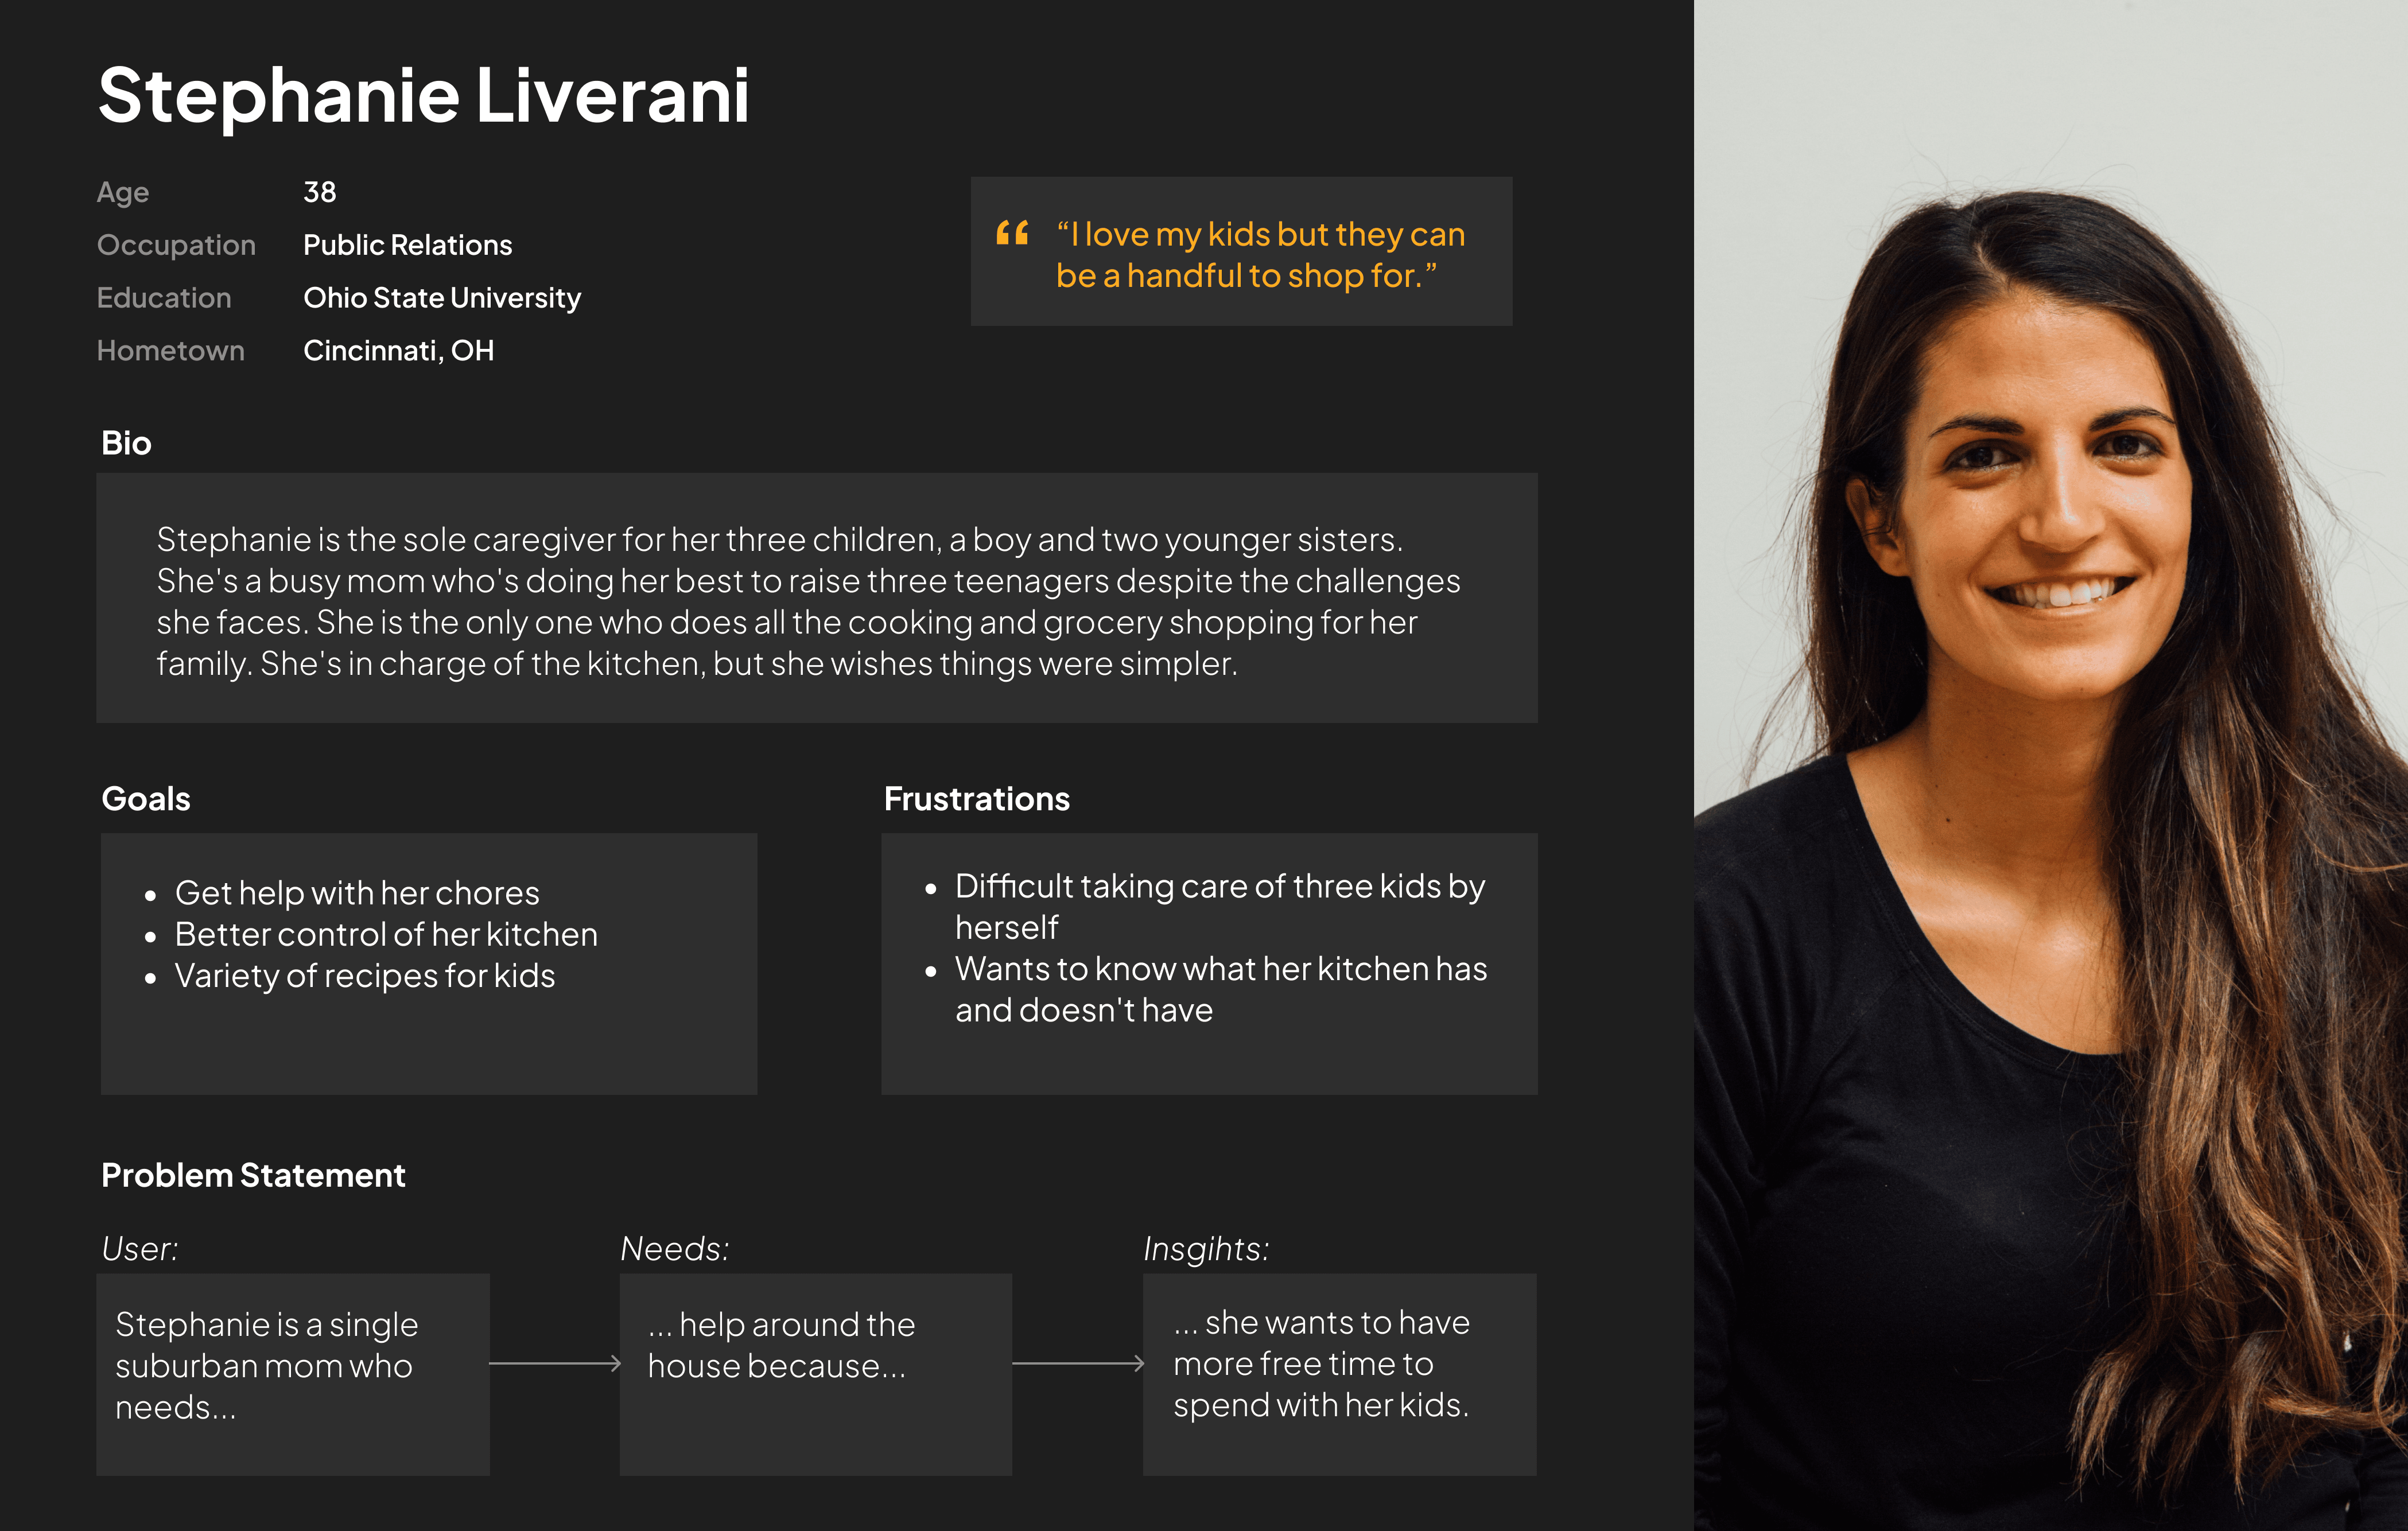 Stephanie Liverani
Age 38
Occupation Public Relations
Education Ohio State University
Hometown Cincinnati, OH
“ “I love my kids but they can
be a handful to shop for.”
Bio
Stephanie is the sole caregiver for her three children, a boy and two younger sisters.
She's a busy mom who's doing her best to raise three teenagers despite the challenges
she faces. She is the only one who does all the cooking and grocery shopping for her
family. She's in charge of the kitchen, but she wishes things were simpler.
Goals
• Get help with her chores
• Better control of her kitchen
• Variety of recipes for kids
Frustrations
• Difficult taking care of three kids by
herself
• Wants to know what her kitchen has
and doesn't have
Problem Statement
User:
Stephanie is a single
suburban mom who
needs...
Needs:
... help around the
house because...
Insgihts:
... she wants to have
more free time to
spend with her kids.